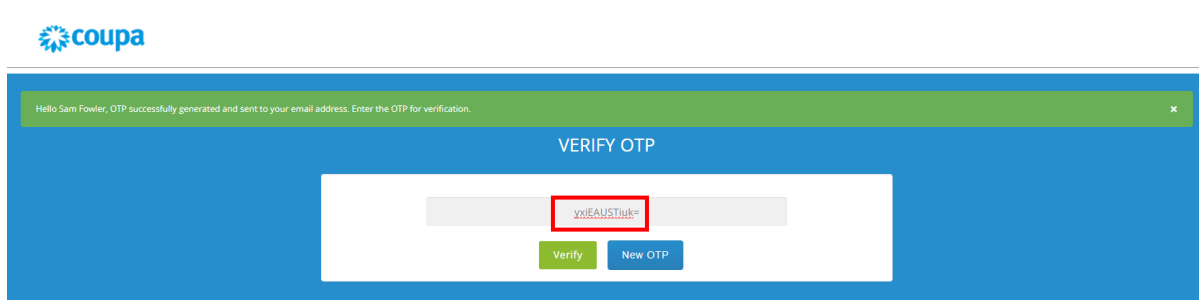 coupa
Hello Sam Fowler, OTP successfully generated and sent to your email address. Enter the OTP for verification.
×
VERIFY OTP
yxiEAUSTiuk=
Verify
New OTP